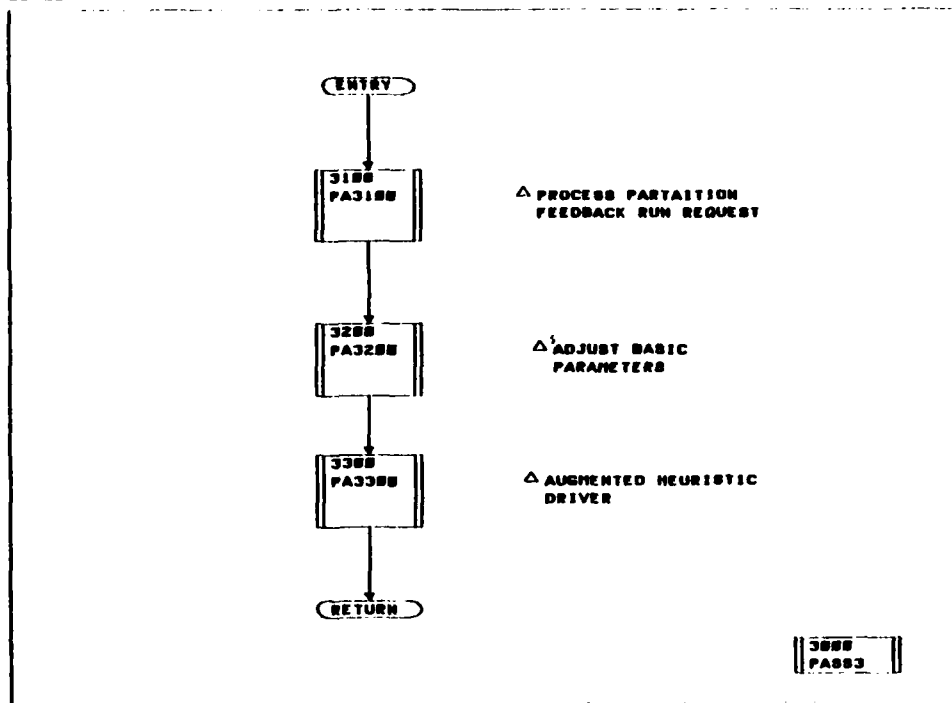 ENTRY
3100
PA3100
△ PROCESS PARTAITION
FEEDBACK RUN REQUEST
3200
PA3200
△ ADJUST BASIC
PARAMETERS
3300
PA3300
△ AUGMENTED HEURISTIC
DRIVER
RETURN
3000
PASS3